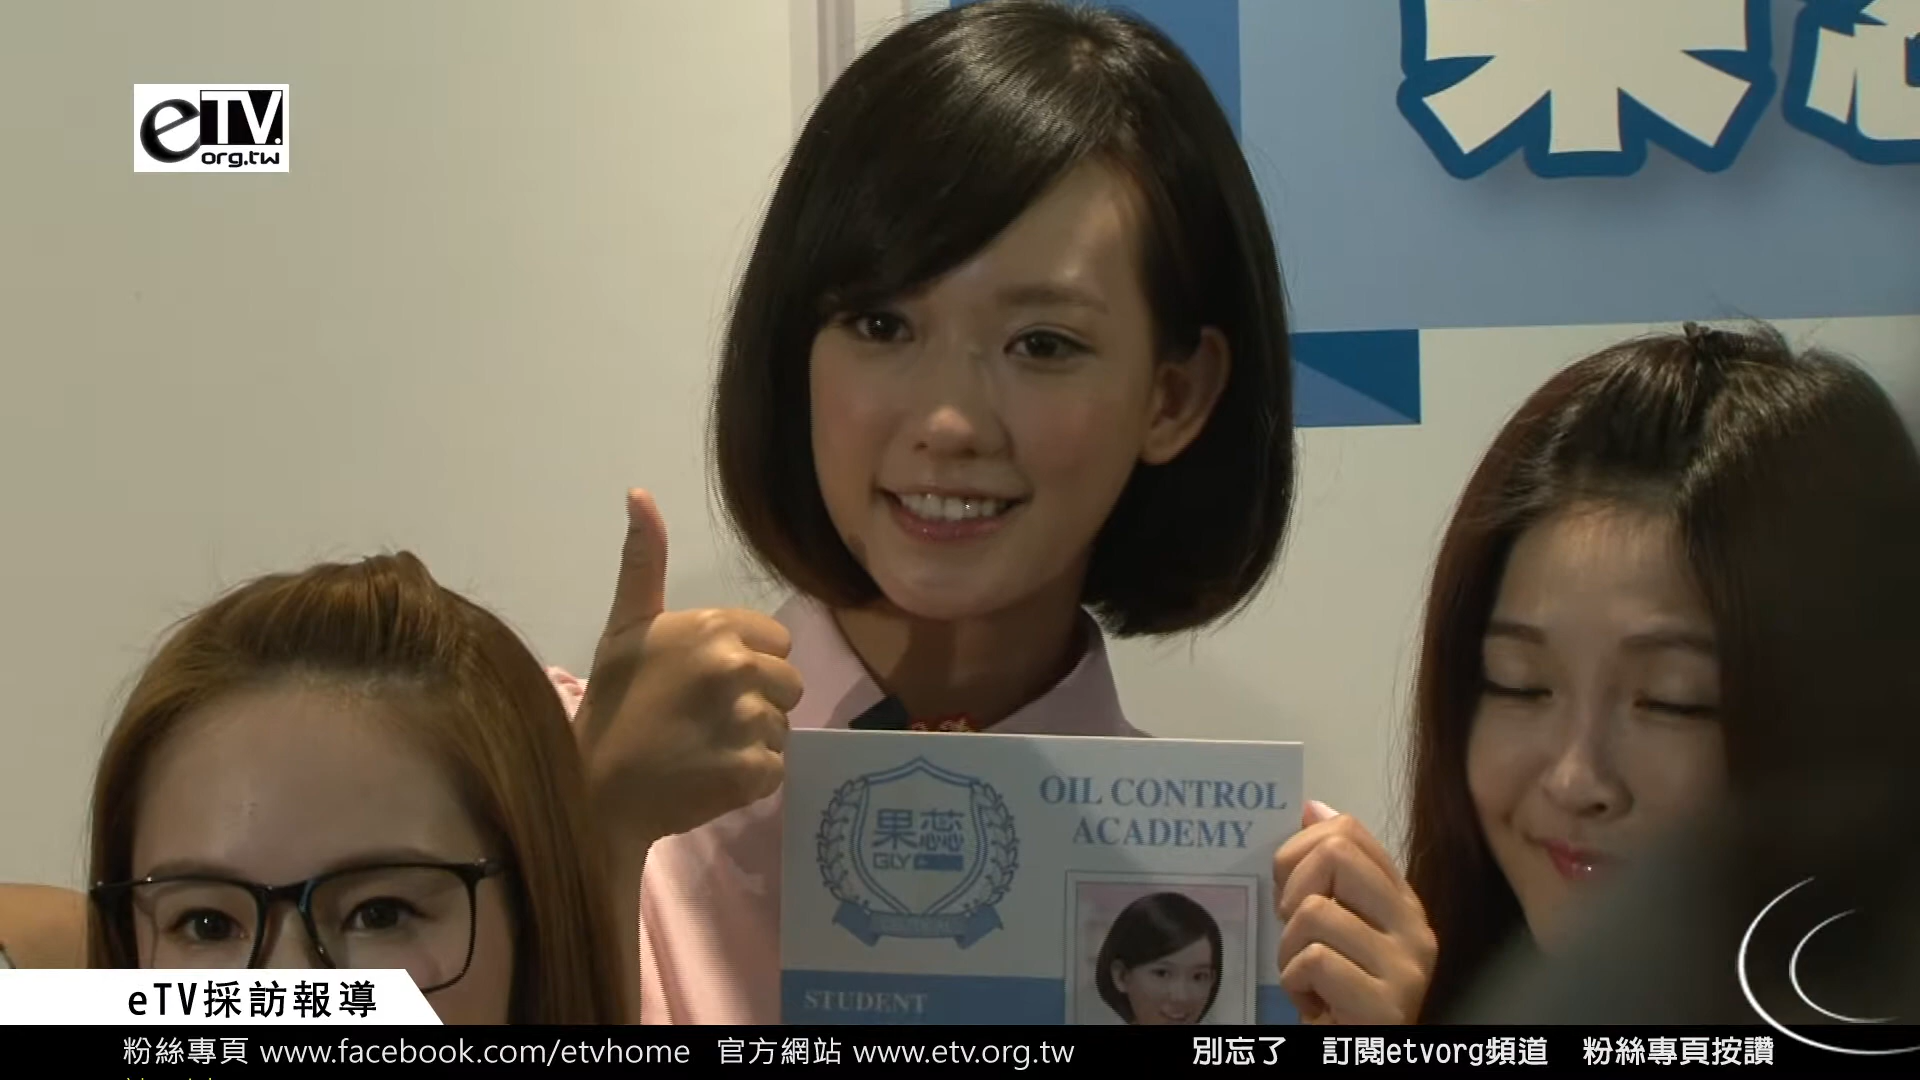 eTV.
org.tw
果
OIL CONTROL
ACADEMY
果蕊
GLY
STUDENT
eTV採訪報導
粉絲專頁 www.facebook.com/etvhome 官方網站 www.etv.org.tw 別忘了 訂閱etvorg頻道 粉絲專頁按讚